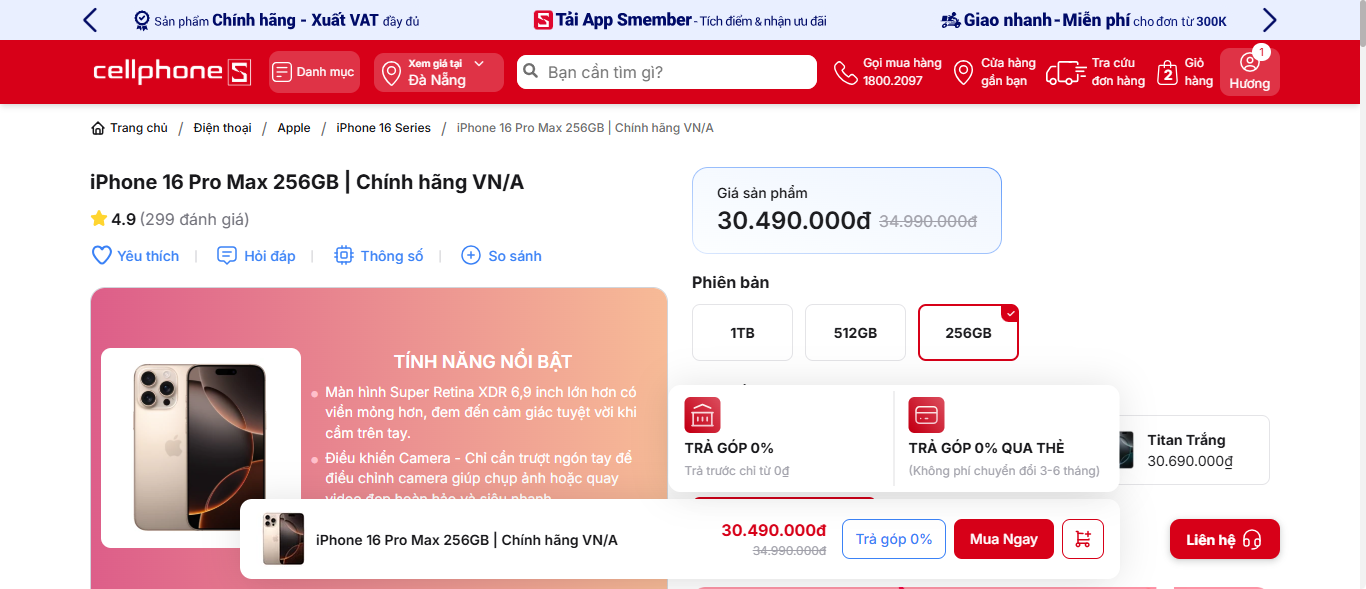 Sản phẩm Chính hãng - Xuất VAT đầy đủ
S Tải App Smember - Tích điểm & nhận ưu đãi
Giao nhanh - Miễn phí cho đơn từ 300K
cellphoneS
Danh mục
Xem giá tại
Đà Nẵng
Bạn cần tìm gì?
Gọi mua hàng
1800.2097
Cửa hàng
gần bạn
Tra cứu
đơn hàng
2
Giỏ
hàng
1
Hương
Trang chủ / Điện thoại / Apple / iPhone 16 Series / iPhone 16 Pro Max 256GB | Chính hãng VN/A
iPhone 16 Pro Max 256GB | Chính hãng VN/A
4.9 (299 đánh giá)
Yêu thích | Hỏi đáp | Thông số | So sánh
Giá sản phẩm
30.490.000đ 34.990.000đ
Phiên bản
1TB 512GB 256GB
TÍNH NĂNG NỔI BẬT
Màn hình Super Retina XDR 6,9 inch lớn hơn có
viền mỏng hơn, đem đến cảm giác tuyệt vời khi
cầm trên tay.
Điều khiển Camera - Chỉ cần trượt ngón tay để
điều chỉnh camera giúp chụp ảnh hoặc quay
video đẹp hoàn hảo và siêu nhanh.
TRẢ GÓP 0%
Trả trước chỉ từ 0₫
TRẢ GÓP 0% QUA THẺ
(Không phí chuyển đổi 3-6 tháng)
Titan Trắng
30.690.000₫
iPhone 16 Pro Max 256GB | Chính hãng VN/A
30.490.000đ
34.990.000đ
Trả góp 0%
Mua Ngay
Liên hệ